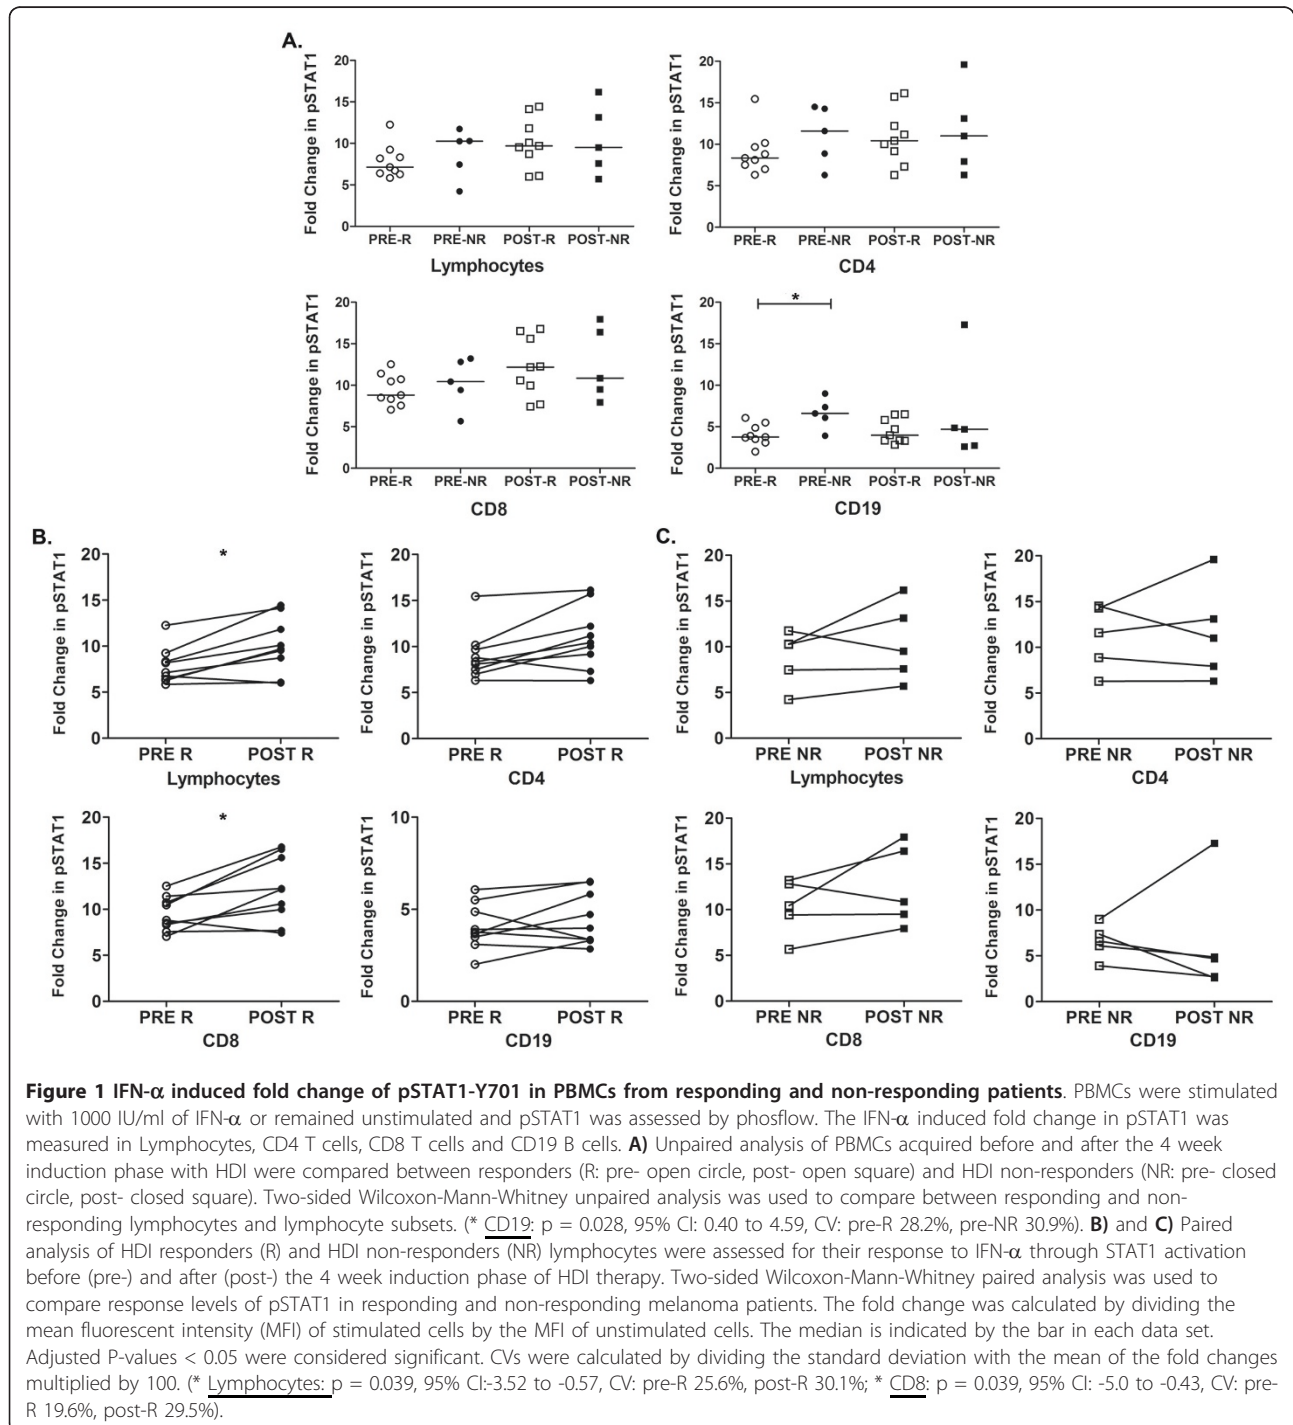 A.
Fold Change in pSTAT1
20
15
10
5
0
PRE-R PRE-NR POST-R POST-NR
Lymphocytes
Fold Change in pSTAT1
20
15
10
5
0
PRE-R PRE-NR POST-R POST-NR
CD4
Fold Change in pSTAT1
20
15
10
5
0
PRE-R PRE-NR POST-R POST-NR
CD8
Fold Change in pSTAT1
20
15
10
5
0
*
PRE-R PRE-NR POST-R POST-NR
CD19
B.
Fold Change in pSTAT1
20
15
10
5
0
*
PRE R POST R
Lymphocytes
Fold Change in pSTAT1
20
15
10
5
0
PRE R POST R
CD4
Fold Change in pSTAT1
20
15
10
5
0
*
PRE R POST R
CD8
Fold Change in pSTAT1
10
5
0
PRE R POST R
CD19
C.
Fold Change in pSTAT1
20
15
10
5
0
PRE NR POST NR
Lymphocytes
Fold Change in pSTAT1
20
15
10
5
0
PRE NR POST NR
CD4
Fold Change in pSTAT1
20
15
10
5
0
PRE NR POST NR
CD8
Fold Change in pSTAT1
20
15
10
5
0
PRE NR POST NR
CD19
Figure 1 IFN-α induced fold change of pSTAT1-Y701 in PBMCs from responding and non-responding patients. PBMCs were stimulated
with 1000 IU/ml of IFN-α or remained unstimulated and pSTAT1 was assessed by phosflow. The IFN-α induced fold change in pSTAT1 was
measured in Lymphocytes, CD4 T cells, CD8 T cells and CD19 B cells. A) Unpaired analysis of PBMCs acquired before and after the 4 week
induction phase with HDI were compared between responders (R: pre- open circle, post- open square) and HDI non-responders (NR: pre- closed
circle, post- closed square). Two-sided Wilcoxon-Mann-Whitney unpaired analysis was used to compare between responding and non-
responding lymphocytes and lymphocyte subsets. (* CD19: p = 0.028, 95% CI: 0.40 to 4.59, CV: pre-R 28.2%, pre-NR 30.9%). B) and C) Paired
analysis of HDI responders (R) and HDI non-responders (NR) lymphocytes were assessed for their response to IFN-α through STAT1 activation
before (pre-) and after (post-) the 4 week induction phase of HDI therapy. Two-sided Wilcoxon-Mann-Whitney paired analysis was used to
compare response levels of pSTAT1 in responding and non-responding melanoma patients. The fold change was calculated by dividing the
mean fluorescent intensity (MFI) of stimulated cells by the MFI of unstimulated cells. The median is indicated by the bar in each data set.
Adjusted P-values < 0.05 were considered significant. CVs were calculated by dividing the standard deviation with the mean of the fold changes
multiplied by 100. (* Lymphocytes: p = 0.039, 95% CI:-3.52 to -0.57, CV: pre-R 25.6%, post-R 30.1%; * CD8: p = 0.039, 95% CI: -5.0 to -0.43, CV: pre-
R 19.6%, post-R 29.5%).